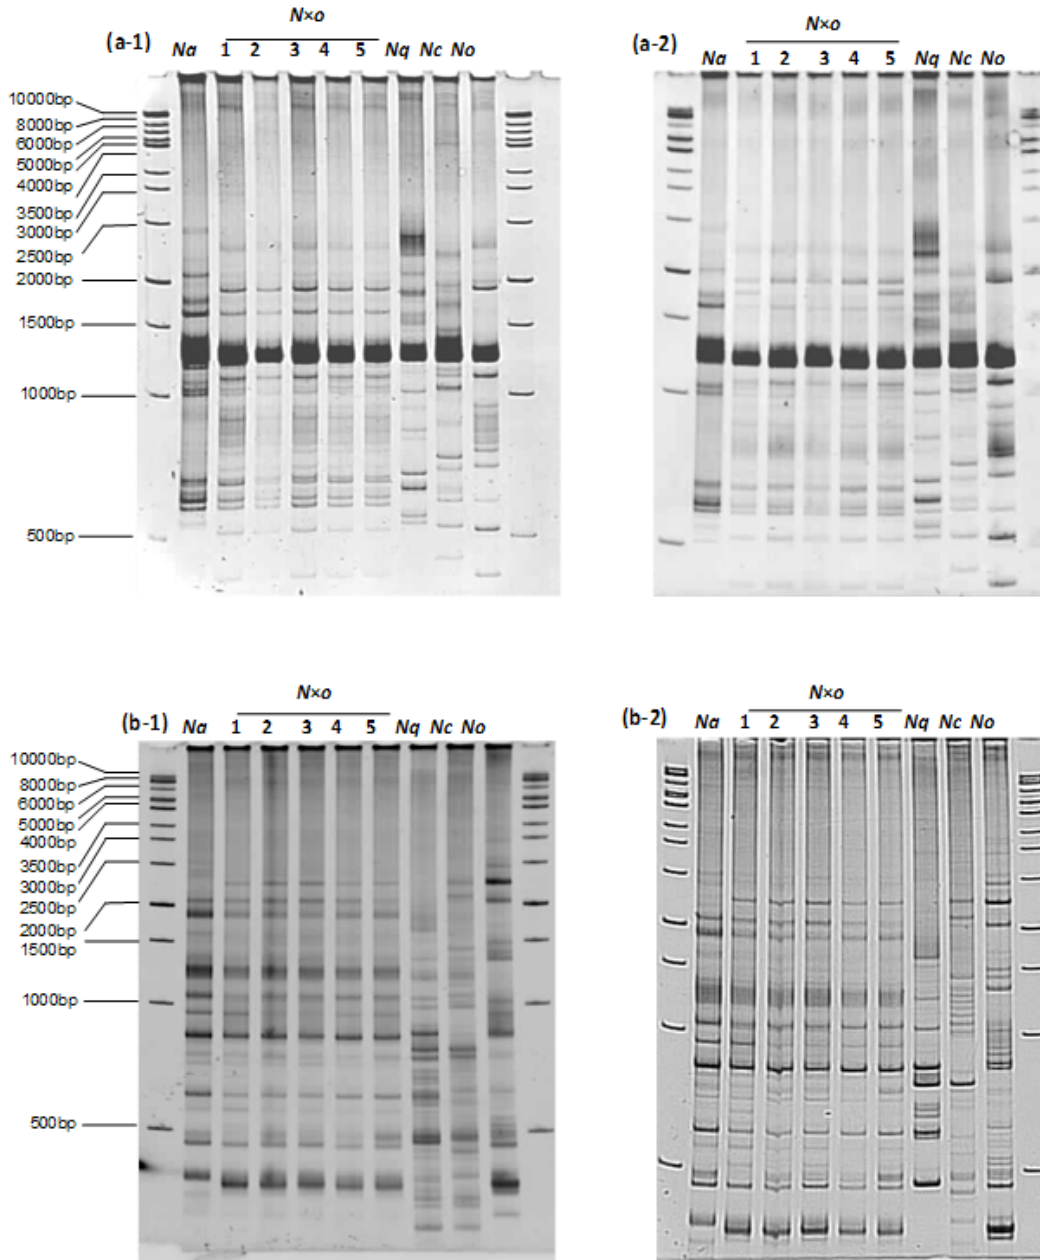 N×o
(a-1) Na 1 2 3 4 5 Nq Nc No
10000bp
8000bp
6000bp
5000bp
4000bp
3500bp
3000bp
2500bp
2000bp
1500bp
1000bp
500bp
N×o
(a-2) Na 1 2 3 4 5 Nq Nc No
N×o
(b-1) Na 1 2 3 4 5 Nq Nc No
10000bp
8000bp
6000bp
5000bp
4000bp
3500bp
3000bp
2500bp
2000bp
1500bp
1000bp
500bp
N×o
(b-2) Na 1 2 3 4 5 Nq Nc No